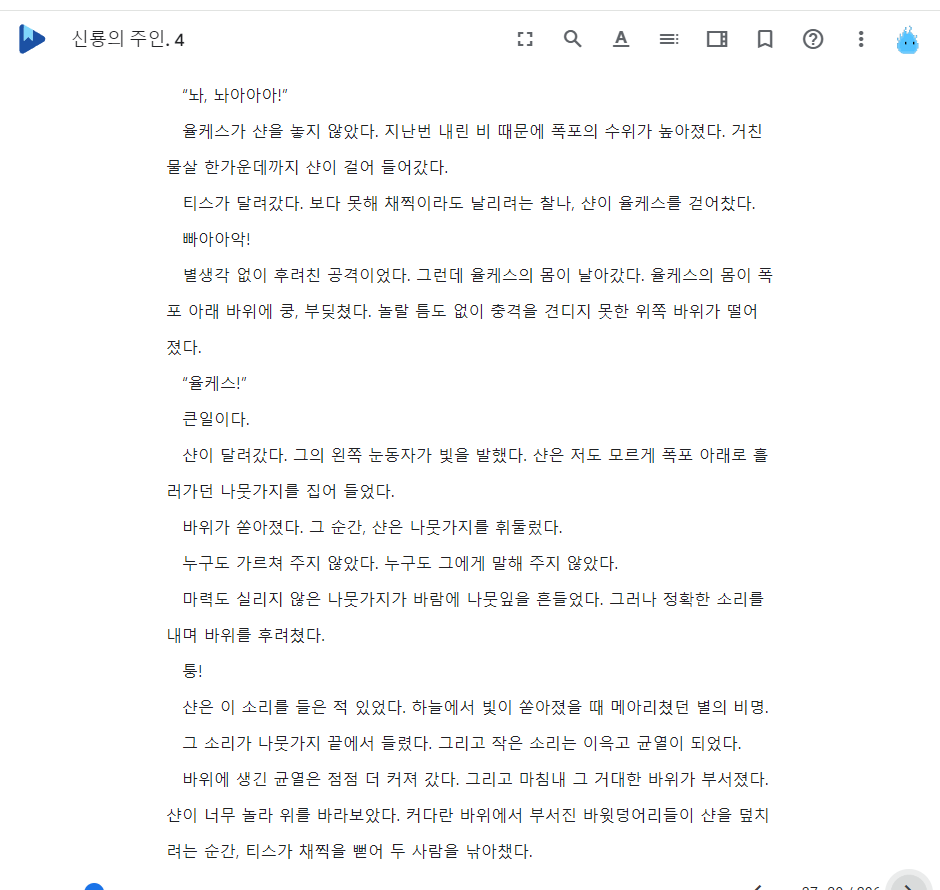 신룡의 주인. 4
“놔, 놔아아아!”
율케스가 샨을 놓지 않았다. 지난번 내린 비 때문에 폭포의 수위가 높아졌다. 거친
물살 한가운데까지 샨이 걸어 들어갔다.
티스가 달려갔다. 보다 못해 채찍이라도 날리려는 찰나, 샨이 율케스를 걷어찼다.
빠아아악!
별생각 없이 후려친 공격이었다. 그런데 율케스의 몸이 날아갔다. 율케스의 몸이 폭
포 아래 바위에 쿵, 부딪쳤다. 놀랄 틈도 없이 충격을 견디지 못한 위쪽 바위가 떨어
졌다.
“율케스!”
큰일이다.
샨이 달려갔다. 그의 왼쪽 눈동자가 빛을 발했다. 샨은 저도 모르게 폭포 아래로 흘
러가던 나뭇가지를 집어 들었다.
바위가 쏟아졌다. 그 순간, 샨은 나뭇가지를 휘둘렀다.
누구도 가르쳐 주지 않았다. 누구도 그에게 말해 주지 않았다.
마력도 실리지 않은 나뭇가지가 바람에 나뭇잎을 흔들었다. 그러나 정확한 소리를
내며 바위를 후려쳤다.
퉁!
샨은 이 소리를 들은 적 있었다. 하늘에서 빛이 쏟아졌을 때 메아리쳤던 별의 비명.
그 소리가 나뭇가지 끝에서 들렸다. 그리고 작은 소리는 이윽고 균열이 되었다.
바위에 생긴 균열은 점점 더 커져 갔다. 그리고 마침내 그 거대한 바위가 부서졌다.
샨이 너무 놀라 위를 바라보았다. 커다란 바위에서 부서진 바윗덩어리들이 샨을 덮치
려는 순간, 티스가 채찍을 뻗어 두 사람을 낚아챘다.